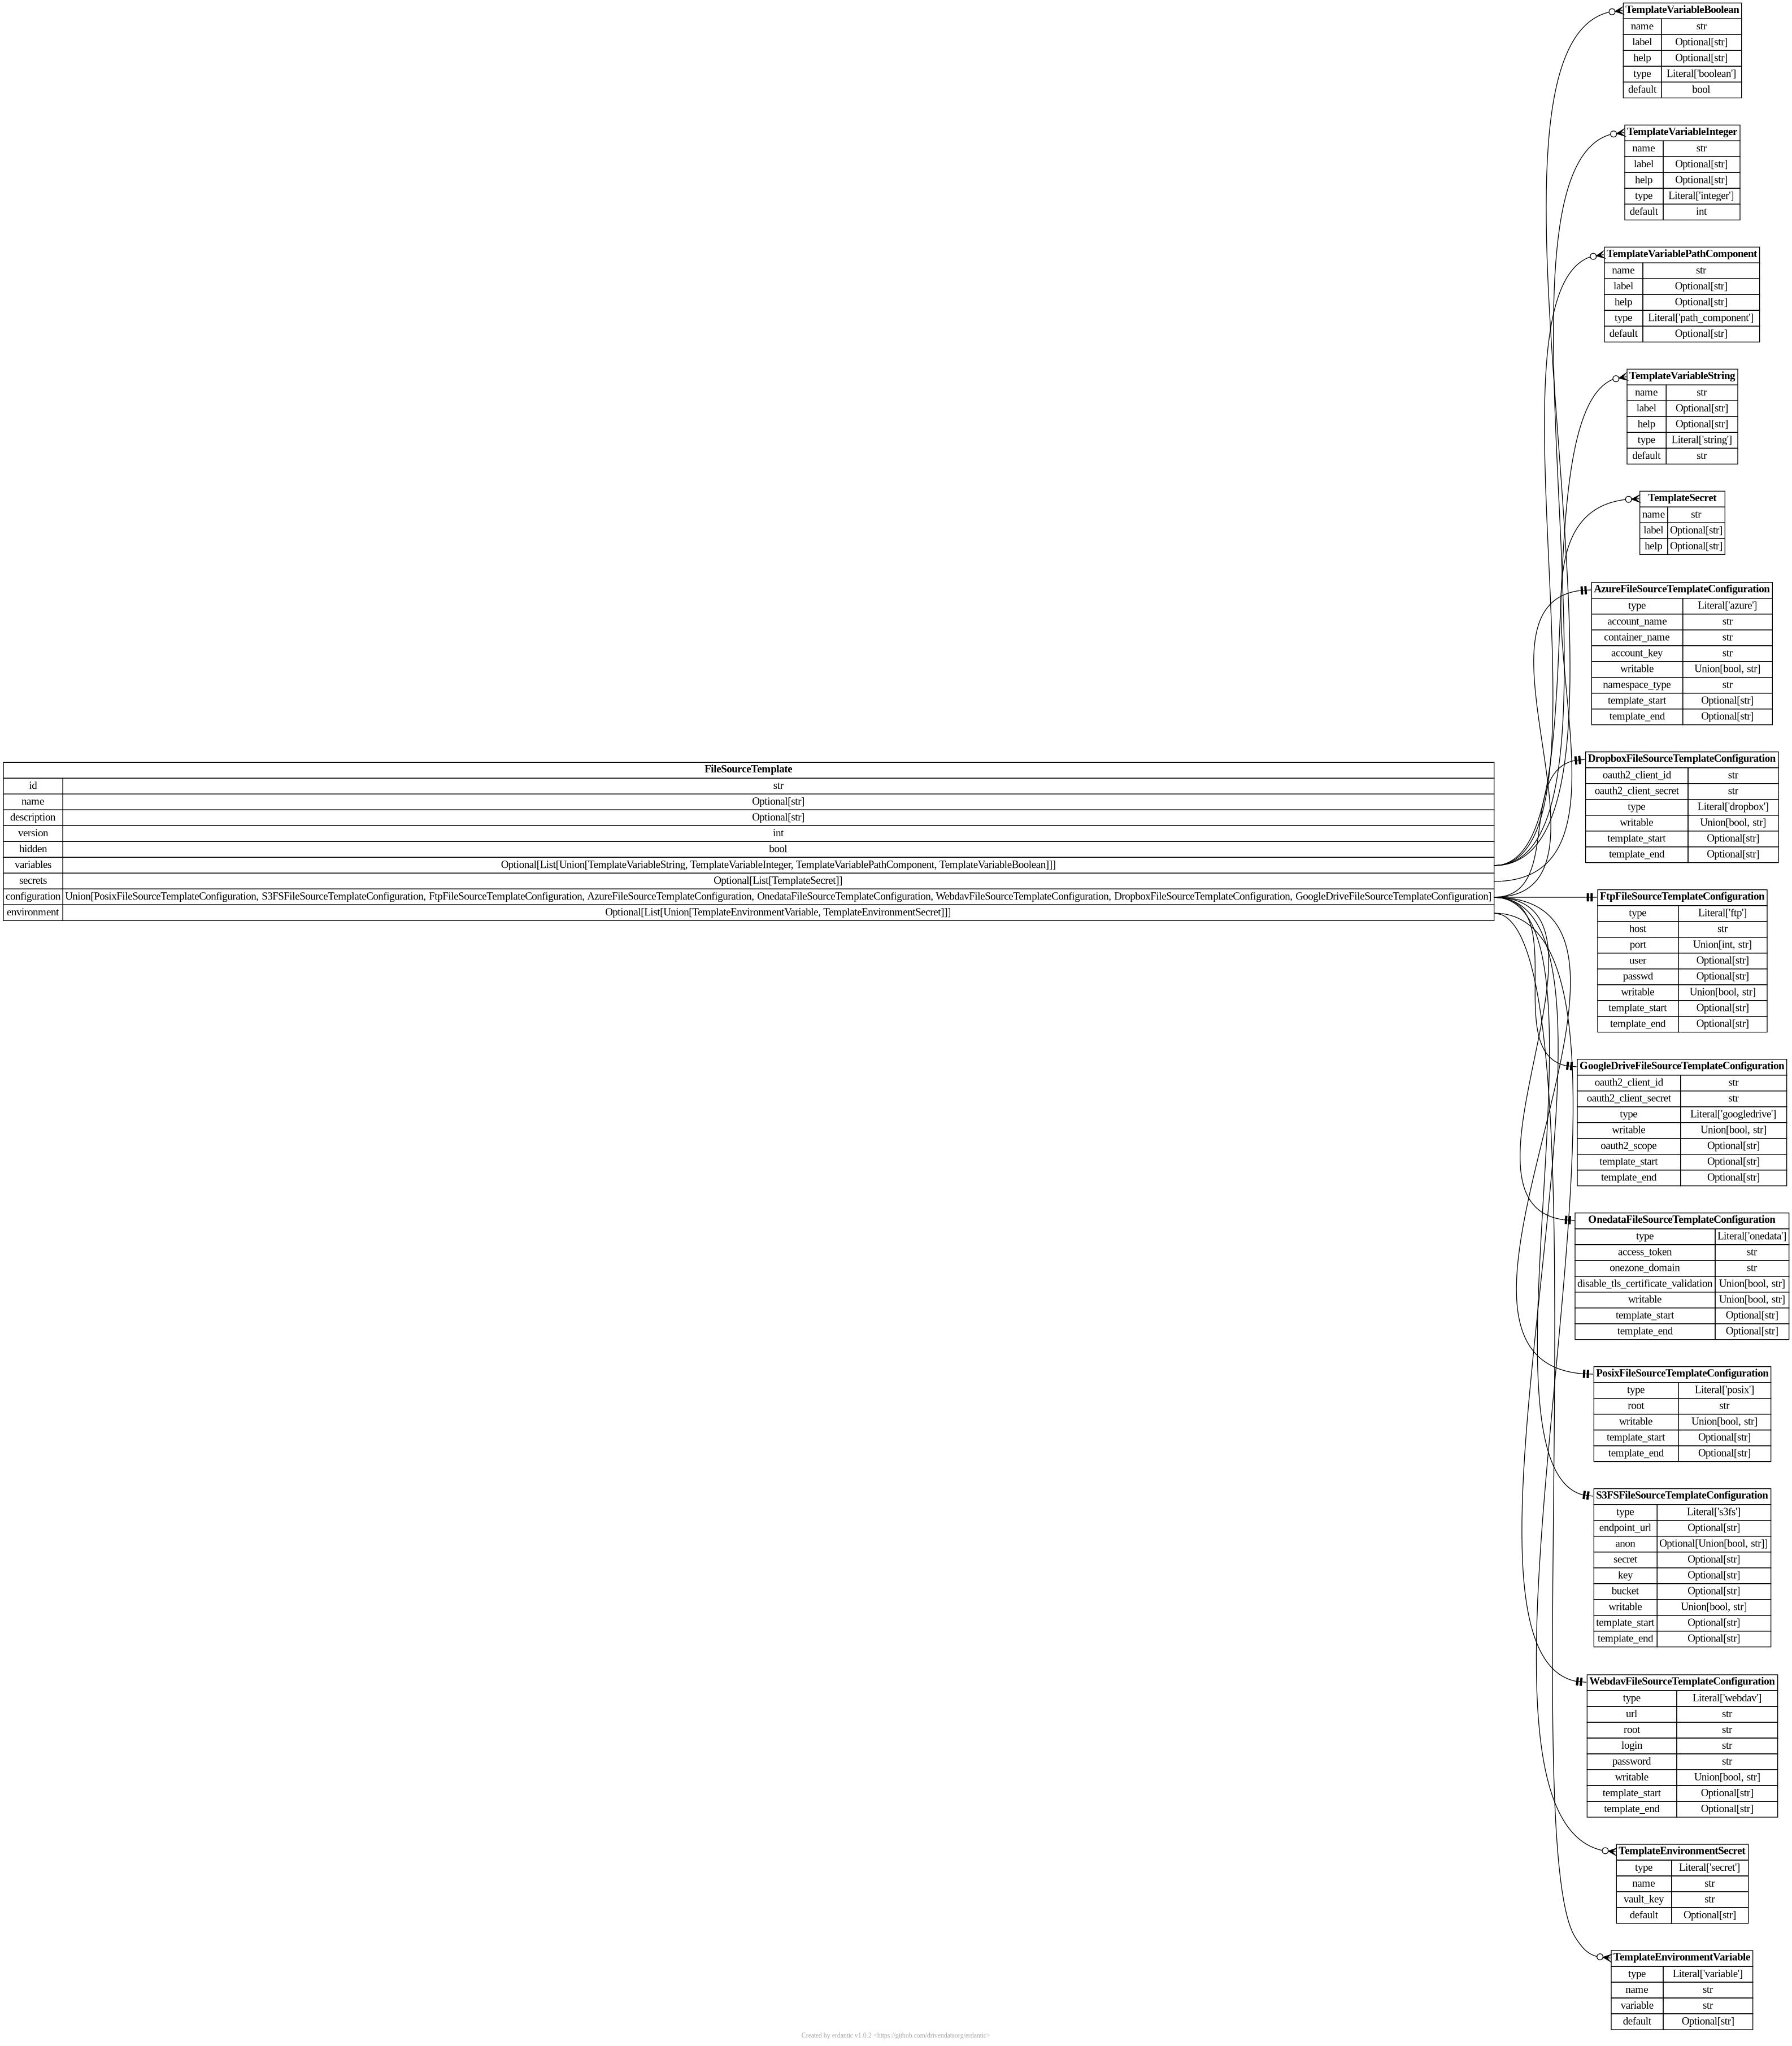 TemplateVariableBoolean
name str
label Optional[str]
help Optional[str]
type Literal['boolean']
default bool
TemplateVariableInteger
name str
label Optional[str]
help Optional[str]
type Literal['integer']
default int
TemplateVariablePathComponent
name str
label Optional[str]
help Optional[str]
type Literal['path_component']
default Optional[str]
TemplateVariableString
name str
label Optional[str]
help Optional[str]
type Literal['string']
default str
TemplateSecret
name str
label Optional[str]
help Optional[str]
AzureFileSourceTemplateConfiguration
type Literal['azure']
account_name str
container_name str
account_key str
writable Union[bool, str]
namespace_type str
template_start Optional[str]
template_end Optional[str]
FileSourceTemplate
id str
name Optional[str]
description Optional[str]
version int
hidden bool
variables Optional[List[Union[TemplateVariableString, TemplateVariableInteger, TemplateVariablePathComponent, TemplateVariableBoolean]]]
secrets Optional[List[TemplateSecret]]
configuration Union[PosixFileSourceTemplateConfiguration, S3FSFileSourceTemplateConfiguration, FtpFileSourceTemplateConfiguration, AzureFileSourceTemplateConfiguration, OnedataFileSourceTemplateConfiguration, WebdavFileSourceTemplateConfiguration, DropboxFileSourceTemplateConfiguration, GoogleDriveFileSourceTemplateConfiguration]
environment Optional[List[Union[TemplateEnvironmentVariable, TemplateEnvironmentSecret]]]
DropboxFileSourceTemplateConfiguration
oauth2_client_id str
oauth2_client_secret str
type Literal['dropbox']
writable Union[bool, str]
template_start Optional[str]
template_end Optional[str]
FtpFileSourceTemplateConfiguration
type Literal['ftp']
host str
port Union[int, str]
user Optional[str]
passwd Optional[str]
writable Union[bool, str]
template_start Optional[str]
template_end Optional[str]
GoogleDriveFileSourceTemplateConfiguration
oauth2_client_id str
oauth2_client_secret str
type Literal['googledrive']
writable Union[bool, str]
oauth2_scope Optional[str]
template_start Optional[str]
template_end Optional[str]
OnedataFileSourceTemplateConfiguration
type Literal['onedata']
access_token str
onezone_domain str
disable_tls_certificate_validation Union[bool, str]
writable Union[bool, str]
template_start Optional[str]
template_end Optional[str]
PosixFileSourceTemplateConfiguration
type Literal['posix']
root str
writable Union[bool, str]
template_start Optional[str]
template_end Optional[str]
S3FSFileSourceTemplateConfiguration
type Literal['s3fs']
endpoint_url Optional[str]
anon Optional[Union[bool, str]]
secret Optional[str]
key Optional[str]
bucket Optional[str]
writable Union[bool, str]
template_start Optional[str]
template_end Optional[str]
WebdavFileSourceTemplateConfiguration
type Literal['webdav']
url str
root str
login str
password str
writable Union[bool, str]
template_start Optional[str]
template_end Optional[str]
TemplateEnvironmentSecret
type Literal['secret']
name str
vault_key str
default Optional[str]
TemplateEnvironmentVariable
type Literal['variable']
name str
variable str
default Optional[str]
Created by erdantic v1.0.2 <https://github.com/drivendataorg/erdantic>